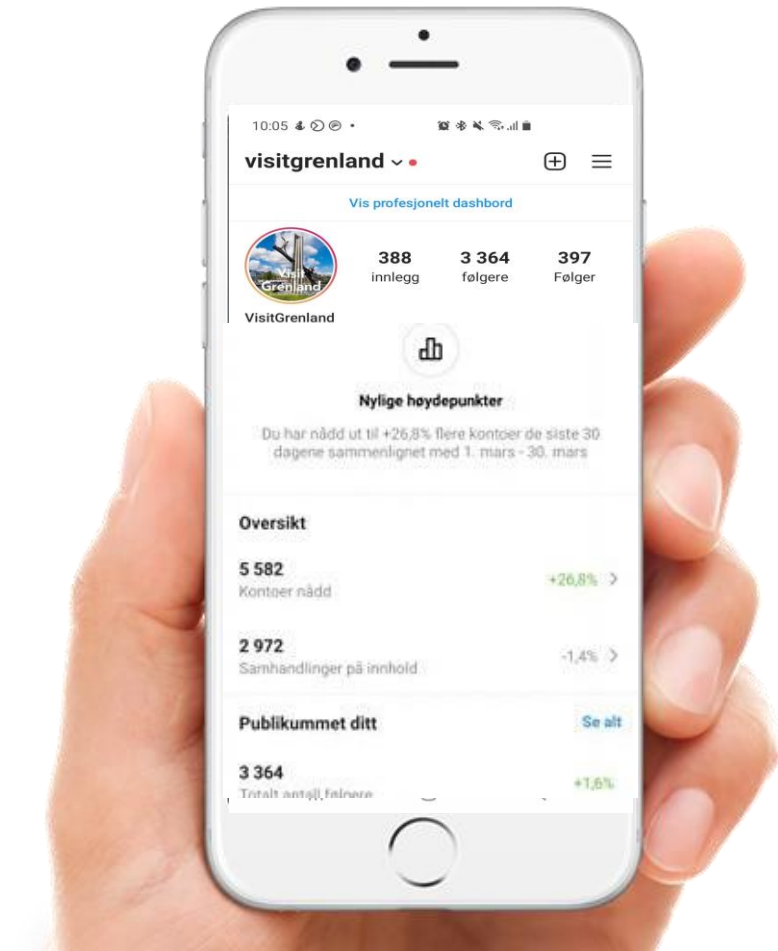 10:05
visitgrenland
Vis profesjonelt dashbord
388 3 364 397
innlegg følgere Følger
Visit
Grenland
VisitGrenland
Nylige høydepunkter
Du har nådd ut til +26,8% flere kontoer de siste 30
dagene sammenlignet med 1. mars - 30. mars
Oversikt
5 582
Kontoer nådd
+26,8%
2 972
Samhandlinger på innhold
-1,4%
Publikummet ditt
Se alt
3 364
Totalt antall følgere
+1,6%